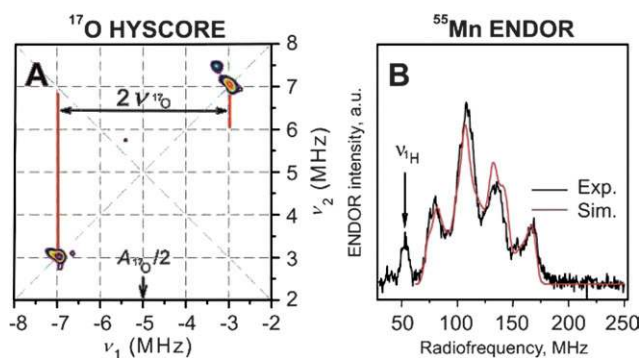 ¹⁷O HYSCORE
A
2ν₁₇O
A₁₇O/2
8
7
6
5
4
3
2
ν₂ (MHz)
-8 -7 -6 -5 -4 -3 -2
ν₁ (MHz)
⁵⁵Mn ENDOR
B
ν₁H
Exp.
Sim.
ENDOR intensity, a.u.
50 100 150 200 250
Radiofrequency, MHz